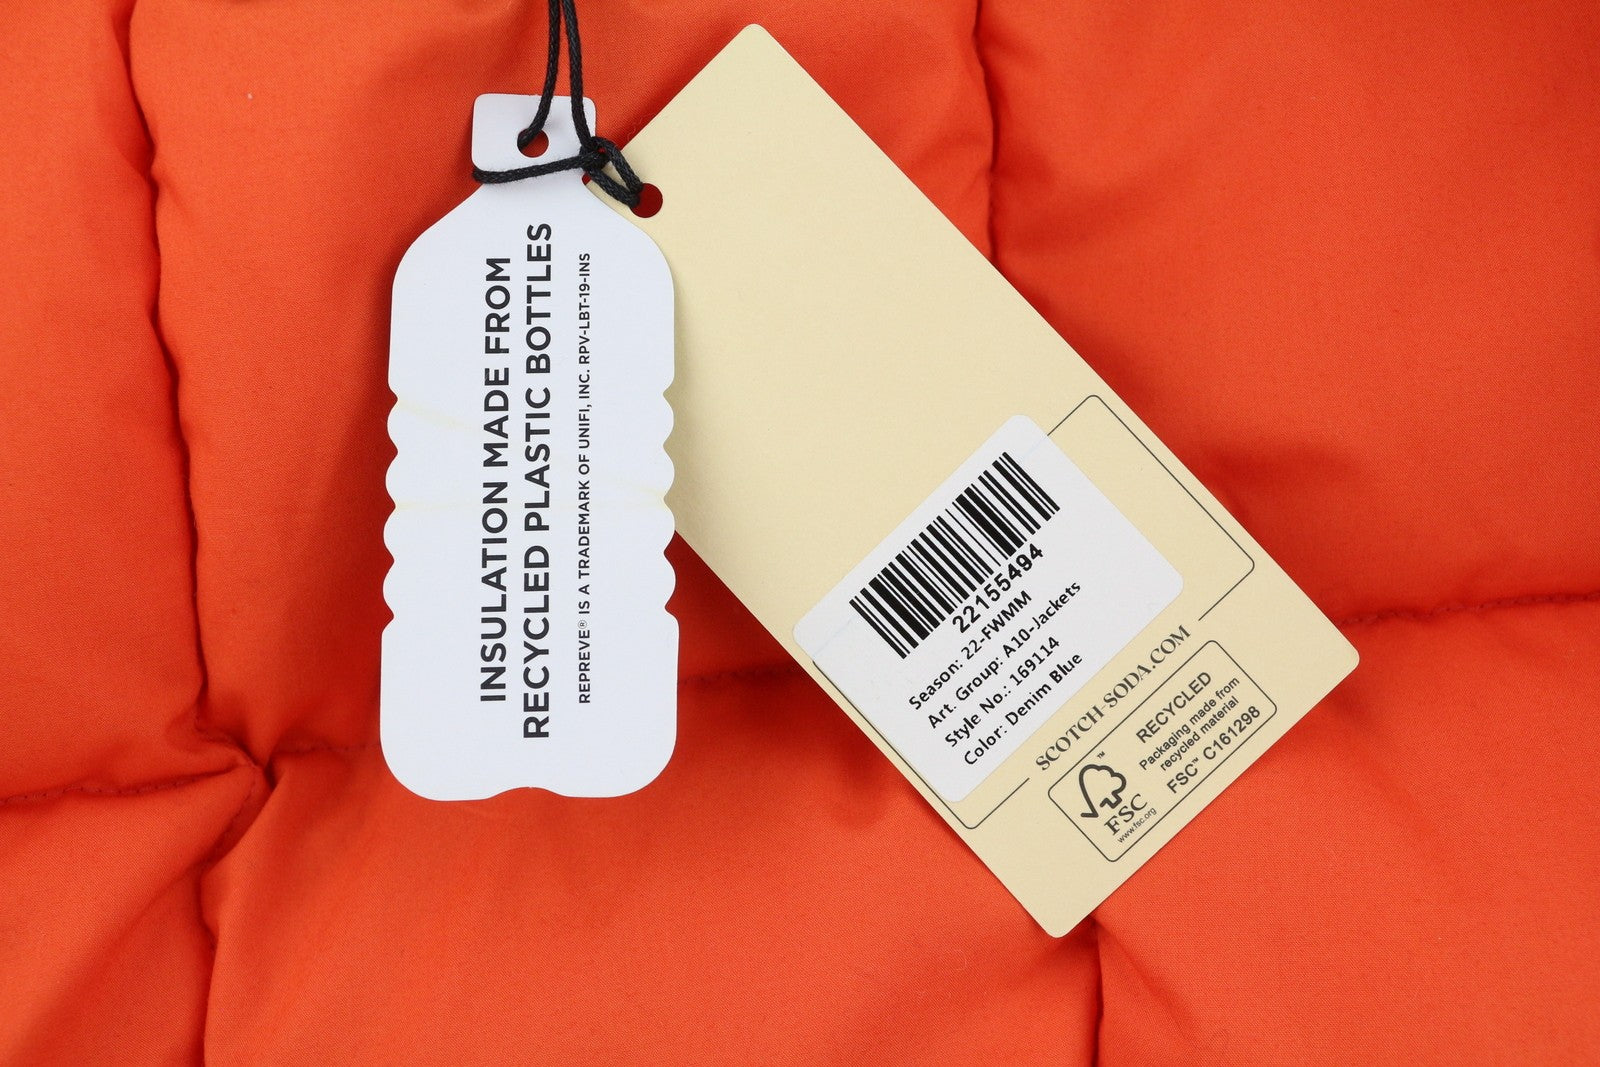 INSULATION MADE FROM
RECYCLED PLASTIC BOTTLES
REPREVE® IS A TRADEMARK OF UNIFI, INC. RPV-LBT-19-INS
22155494
Season: 22-FWMM
Art. Group: A10-Jackets
Style No.: 169114
Color: Denim Blue
SCOTCH-SODA.COM
RECYCLED
Packaging made from
recycled material
FSC™ C161298
™
FSC
www.fsc.org